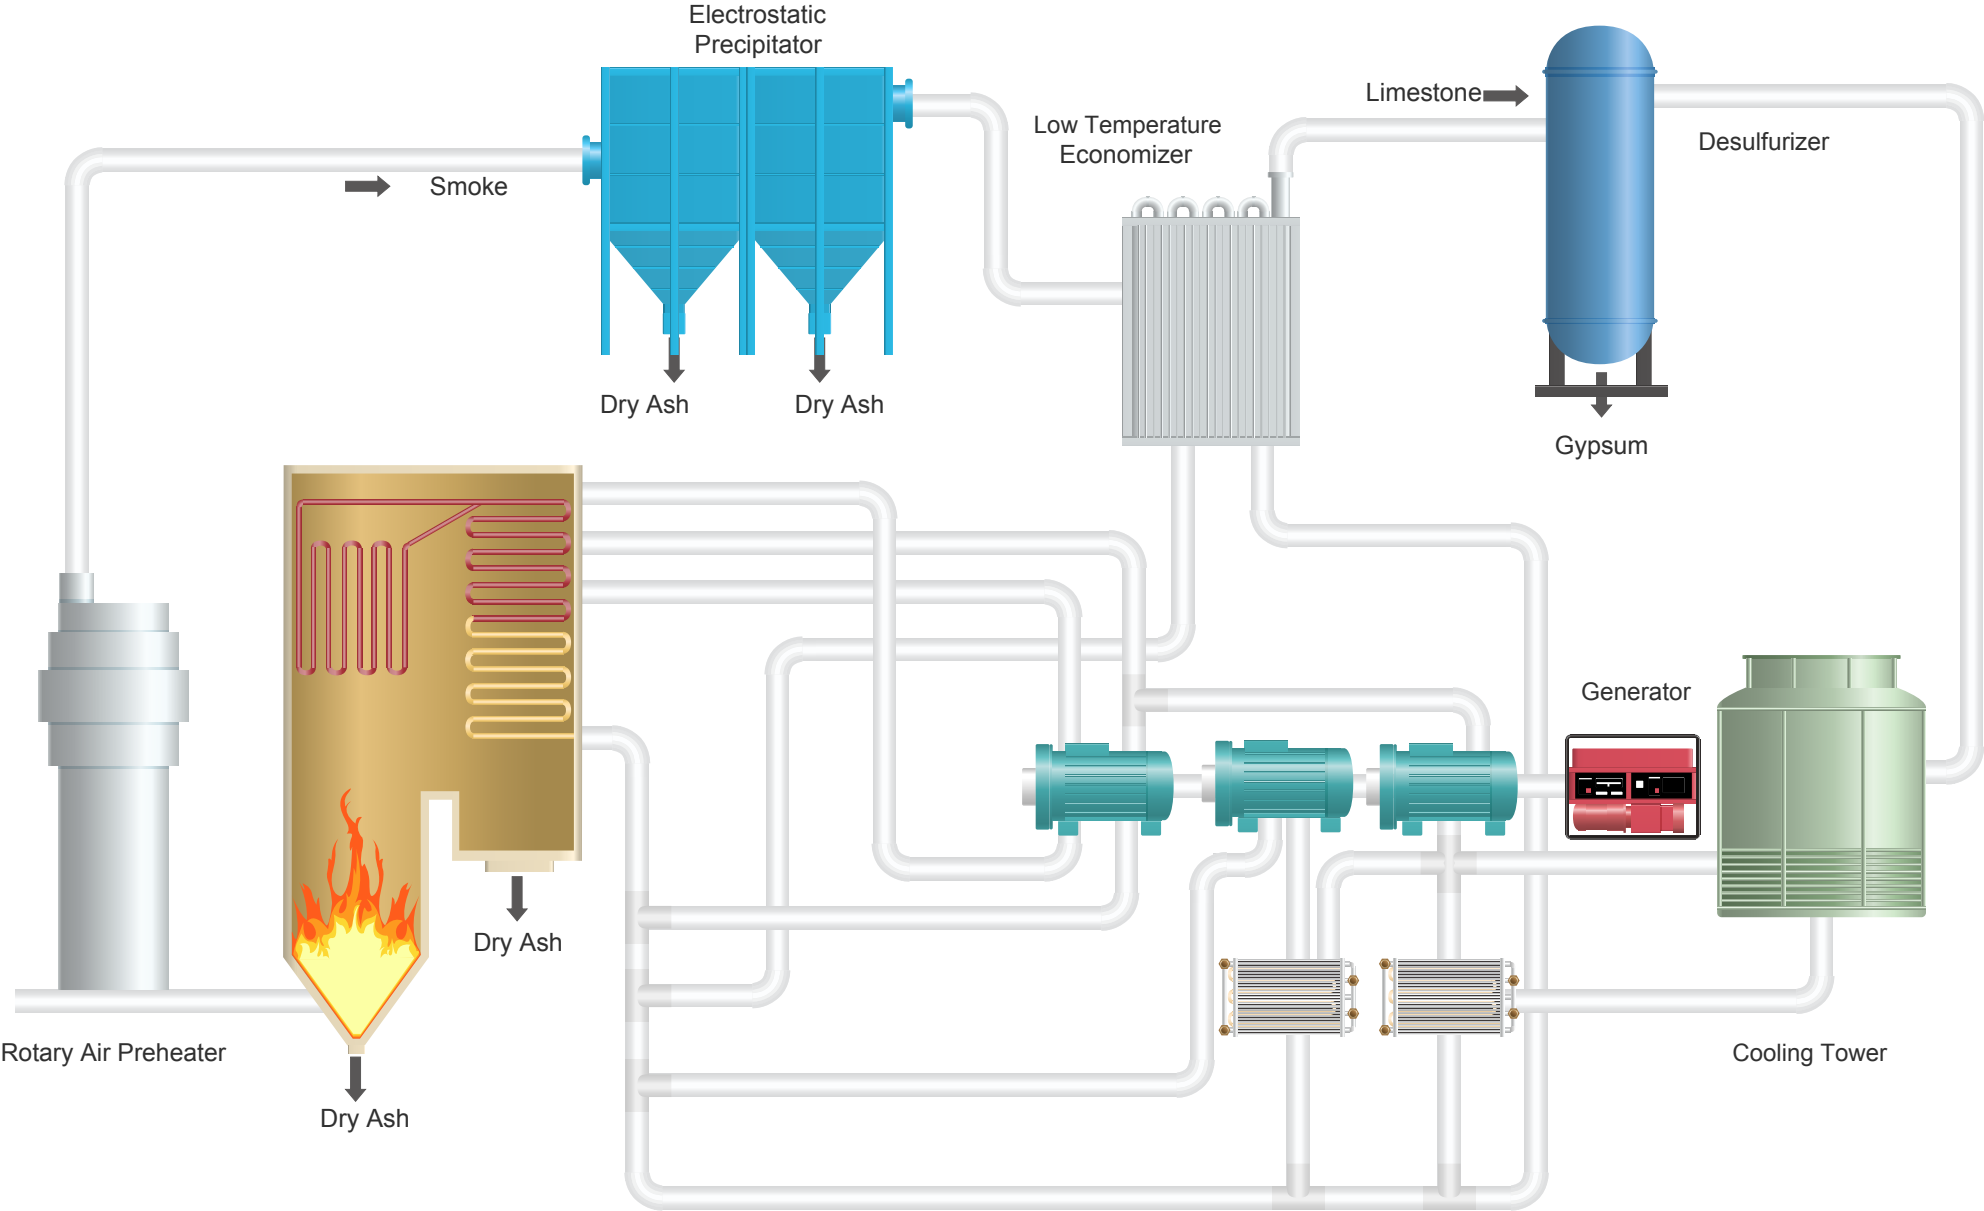 Electrostatic
Precipitator
Limestone
Low Temperature
Economizer
Desulfurizer
Smoke
Dry Ash
Dry Ash
Gypsum
Generator
Dry Ash
Rotary Air Preheater
Cooling Tower
Dry Ash